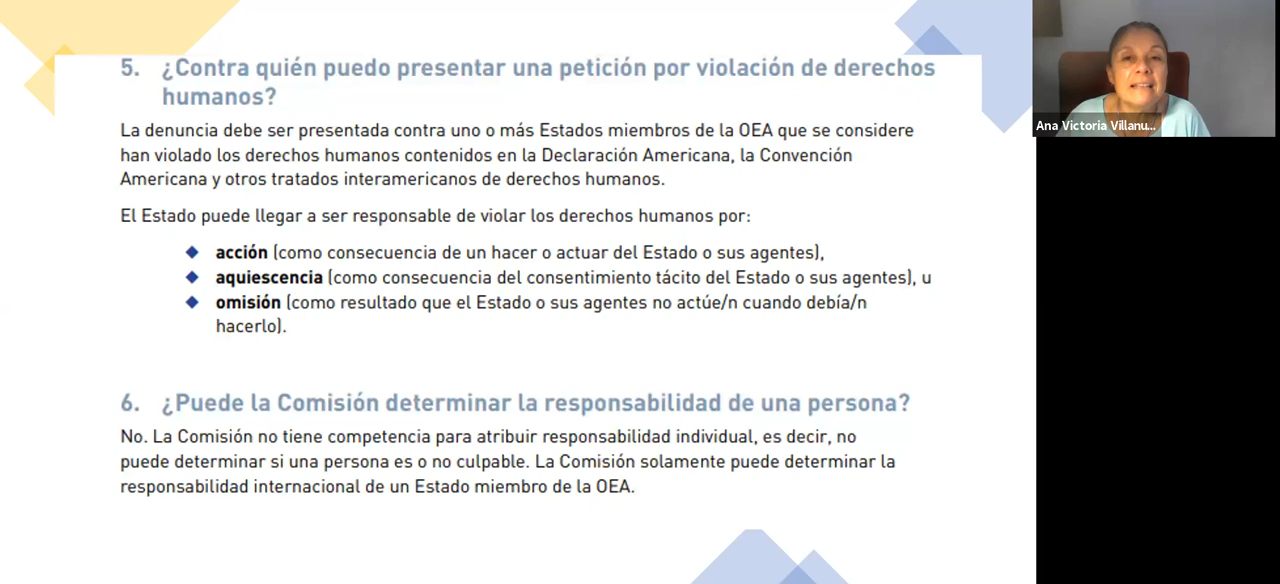 5. ¿Contra quién puedo presentar una petición por violación de derechos
humanos?
La denuncia debe ser presentada contra uno o más Estados miembros de la OEA que se considere
han violado los derechos humanos contenidos en la Declaración Americana, la Convención
Americana y otros tratados interamericanos de derechos humanos.
El Estado puede llegar a ser responsable de violar los derechos humanos por:
acción (como consecuencia de un hacer o actuar del Estado o sus agentes),
aquiescencia (como consecuencia del consentimiento tácito del Estado o sus agentes), u
omisión (como resultado que el Estado o sus agentes no actúe/n cuando debía/n
hacerlo).
6. ¿Puede la Comisión determinar la responsabilidad de una persona?
No. La Comisión no tiene competencia para atribuir responsabilidad individual, es decir, no
puede determinar si una persona es o no culpable. La Comisión solamente puede determinar la
responsabilidad internacional de un Estado miembro de la OEA.
Ana Victoria Villanu...